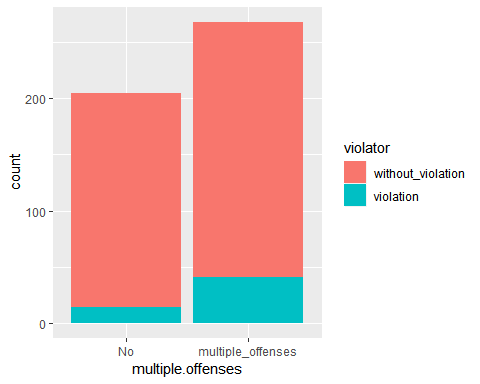 count
200
100
0
No
multiple_offenses
multiple.offenses
violator
without_violation
violation